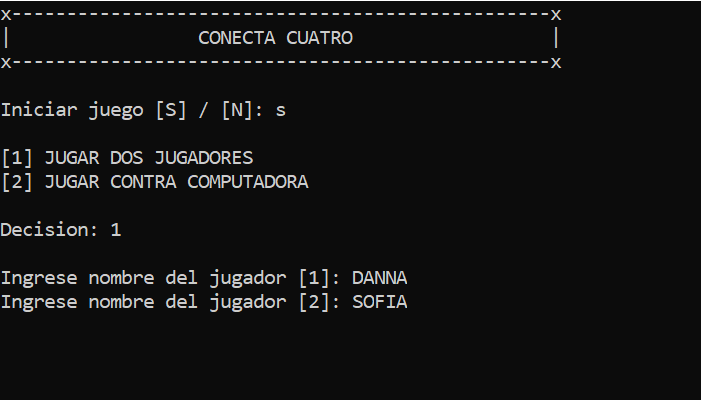 x-------------------------------------------------x
|                 CONECTA CUATRO                  |
x-------------------------------------------------x
Iniciar juego [S] / [N]: s
[1] JUGAR DOS JUGADORES
[2] JUGAR CONTRA COMPUTADORA
Decision: 1
Ingrese nombre del jugador [1]: DANNA
Ingrese nombre del jugador [2]: SOFIA